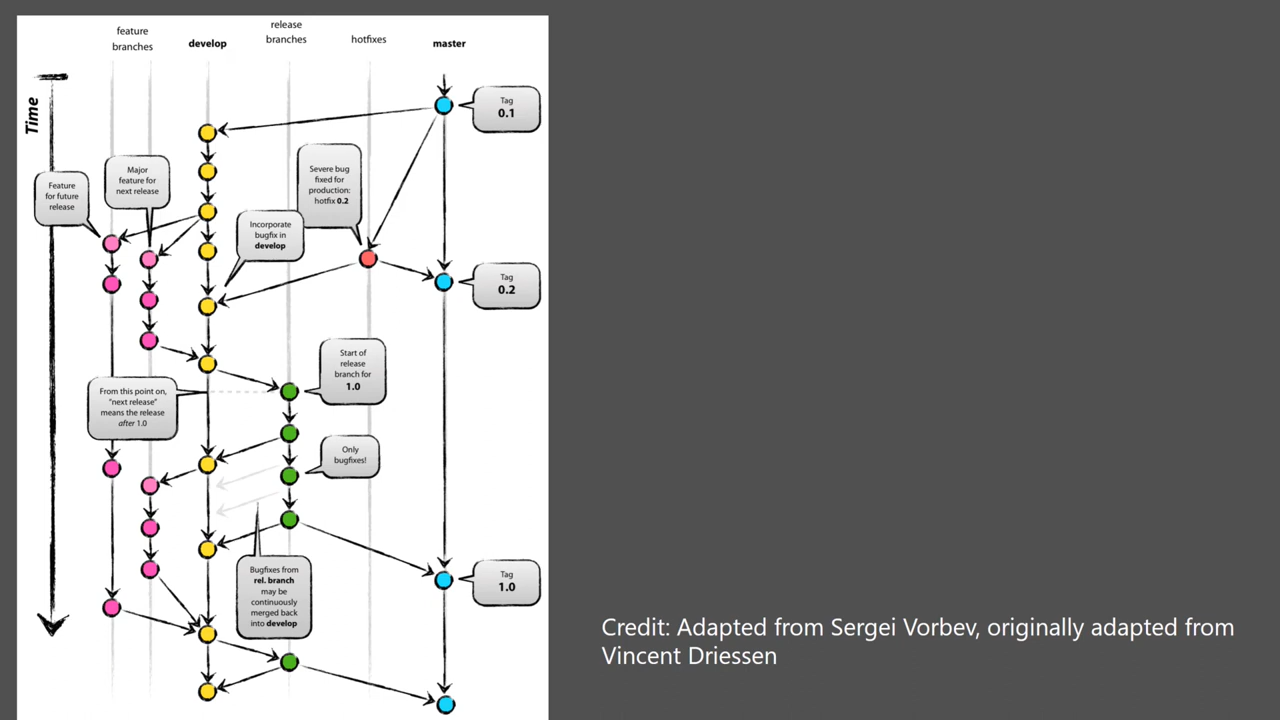 feature
branches
develop
release
branches
hotfixes
master
Time
Tag
0.1
Feature
for future
release
Major
feature for
next release
Severe bug
fixed for
production:
hotfix 0.2
Incorporate
bugfix in
develop
Tag
0.2
Start of
release
branch for
1.0
From this point on,
“next release”
means the release
after 1.0
Only
bugfixes!
Bugfixes from
rel. branch
may be
continuously
merged back
into develop
Tag
1.0
Credit: Adapted from Sergei Vorbev, originally adapted from
Vincent Driessen